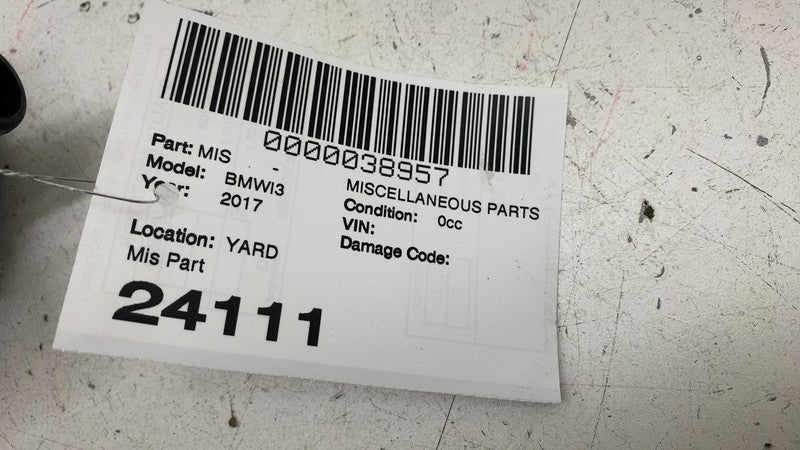 0000038957
Part: MIS -
MISCELLANEOUS PARTS
Model: BMWI3
Condition: 0cc
Year: 2017
VIN:
Damage Code:
Location: YARD
Mis Part
24111